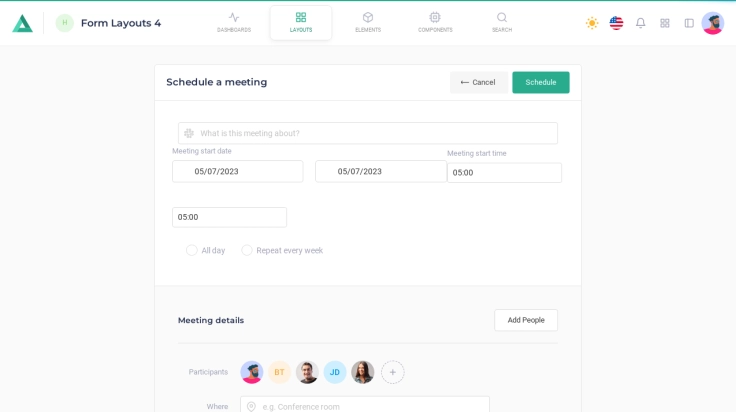 H Form Layouts 4
DASHBOARDS
LAYOUTS
ELEMENTS
COMPONENTS
SEARCH
Schedule a meeting
Cancel
Schedule
What is this meeting about?
Meeting start date
Meeting start time
05/07/2023
05/07/2023
05:00
05:00
All day
Repeat every week
Meeting details
Add People
Participants
BT
JD
+
Where
e.g. Conference room